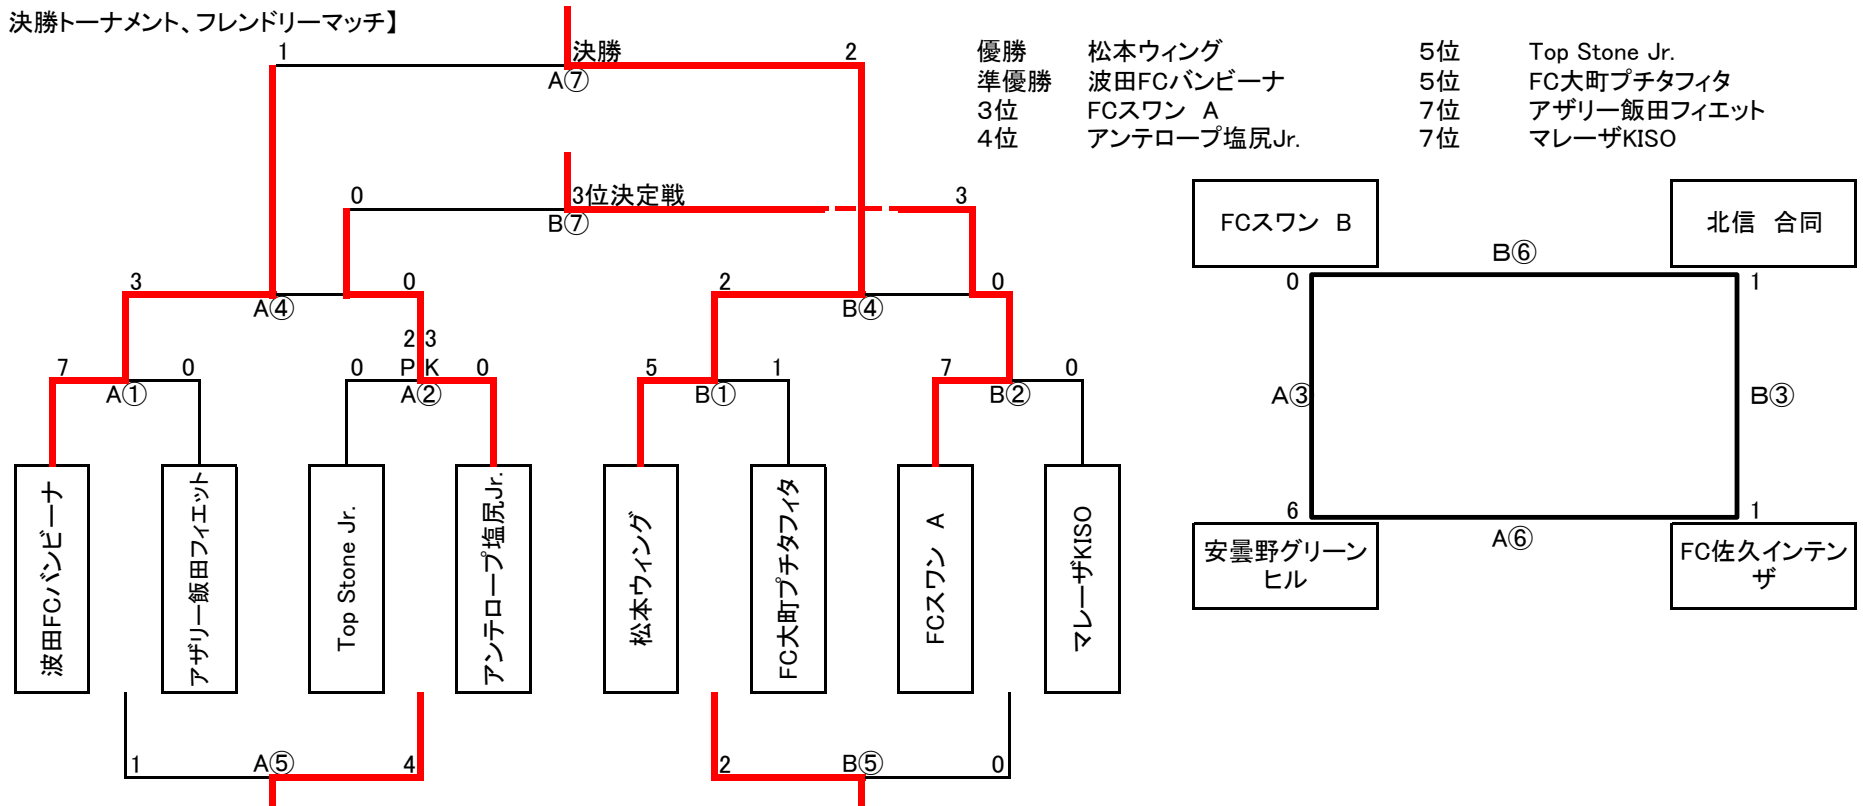 決勝トーナメント、フレンドリーマッチ】
1 決勝 2
A⑦
優勝 松本ウィング 5位 Top Stone Jr.
準優勝 波田FCバンビーナ 5位 FC大町プチタフィタ
3位 FCスワン A 7位 アザリー飯田フィエット
4位 アンテロープ塩尻Jr. 7位 マレーザKISO
0 3位決定戦 3
B⑦
FCスワン B 北信 合同
B⑥
3 0 2 0
A④ B④
0 1
2 3
7 0 0 P K 0 5 1 7 0
A① A② B① B②
A③ B③
波田FCバンビーナ
アザリー飯田フィエット
Top Stone Jr.
アンテロープ塩尻Jr.
松本ウィング
FC大町プチタフィタ
FCスワン A
マレーザKISO
6 1
A⑥
安曇野グリーン
ヒル
FC佐久インテン
ザ
1 A⑤ 4 2 B⑤ 0